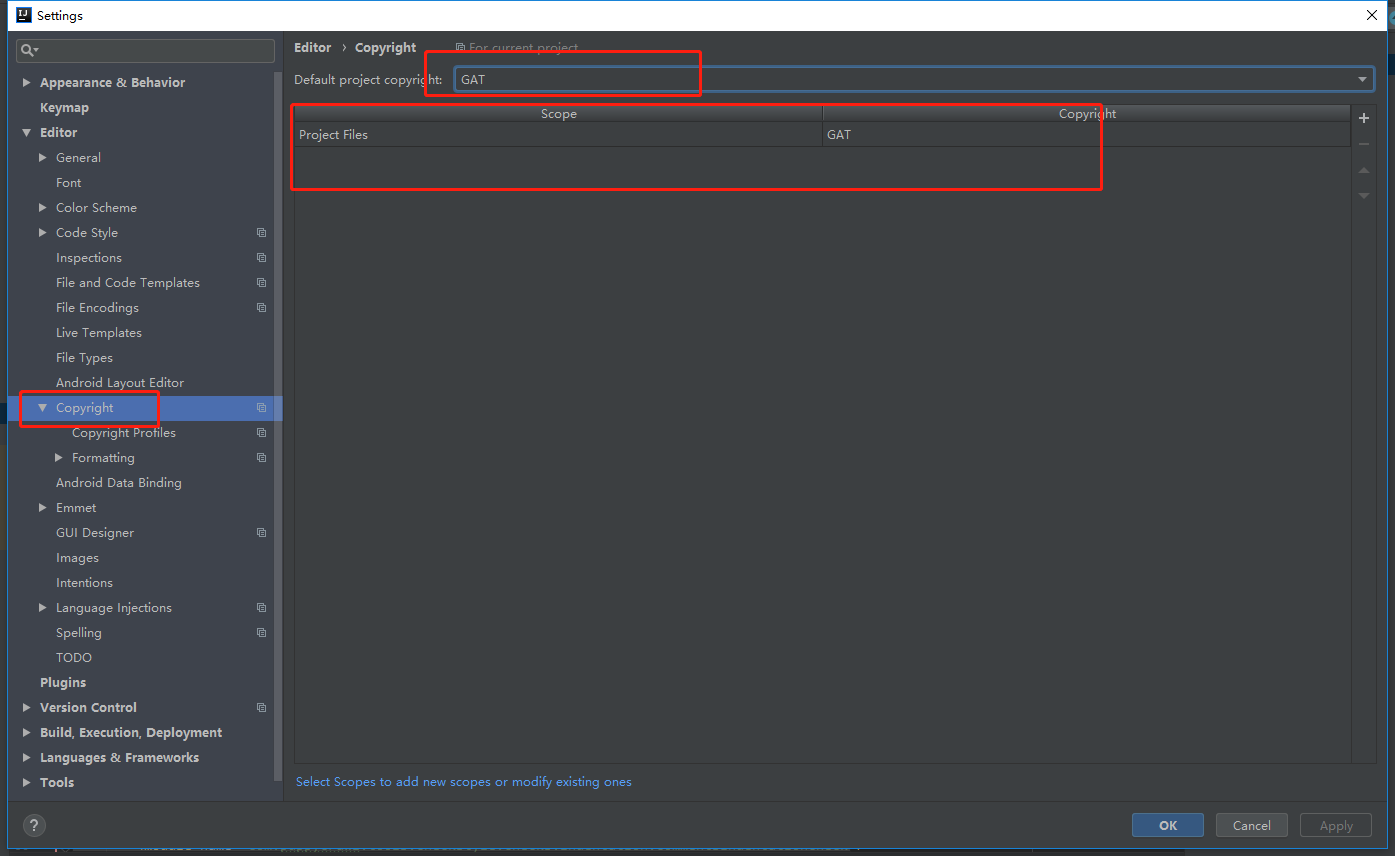 Settings
Editor › Copyright For current project
Default project copyright: GAT
Scope Copyright
Project Files GAT
Appearance & Behavior
Keymap
Editor
General
Font
Color Scheme
Code Style
Inspections
File and Code Templates
File Encodings
Live Templates
File Types
Android Layout Editor
Copyright
Copyright Profiles
Formatting
Android Data Binding
Emmet
GUI Designer
Images
Intentions
Language Injections
Spelling
TODO
Plugins
Version Control
Build, Execution, Deployment
Languages & Frameworks
Tools
Select Scopes to add new scopes or modify existing ones
?
OK Cancel Apply